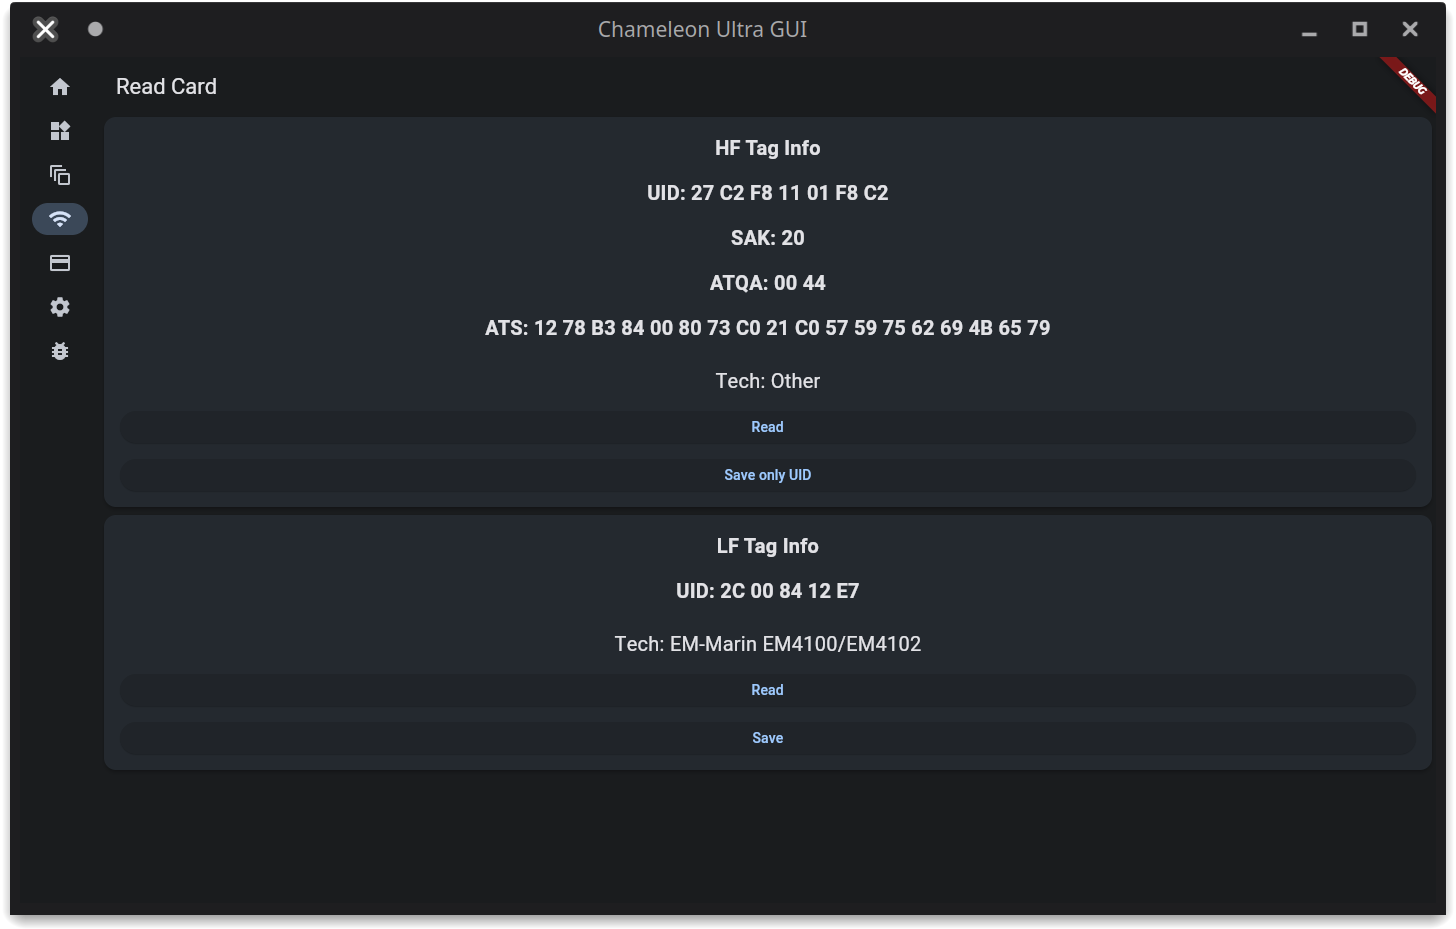 Chameleon Ultra GUI
DEBUG
Read Card
HF Tag Info
UID: 27 C2 F8 11 01 F8 C2
SAK: 20
ATQA: 00 44
ATS: 12 78 B3 84 00 80 73 C0 21 C0 57 59 75 62 69 4B 65 79
Tech: Other
Read
Save only UID
LF Tag Info
UID: 2C 00 84 12 E7
Tech: EM-Marin EM4100/EM4102
Read
Save